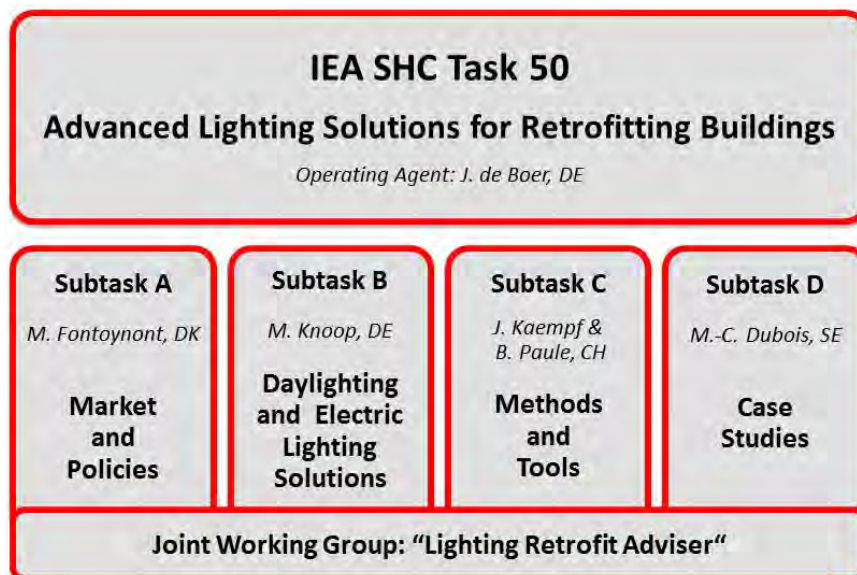 IEA SHC Task 50
Advanced Lighting Solutions for Retrofitting Buildings
Operating Agent: J. de Boer, DE
Subtask A
M. Fontoynont, DK
Market
and
Policies
Subtask B
M. Knoop, DE
Daylighting
and Electric
Lighting
Solutions
Subtask C
J. Kaempf &
B. Paule, CH
Methods
and
Tools
Subtask D
M.-C. Dubois, SE
Case
Studies
Joint Working Group: “Lighting Retrofit Adviser“